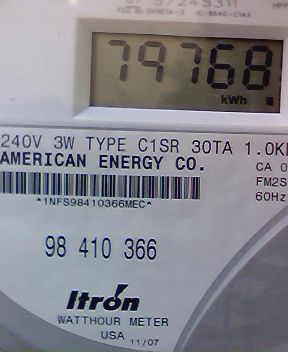 79768
kWh
240V 3W TYPE C1SR 30TA 1.0K
AMERICAN ENERGY CO.
CA 0
FM2S
60Hz
*1NFS98410366MEC*
98 410 366
Itrón
WATTHOUR METER
USA 11/07